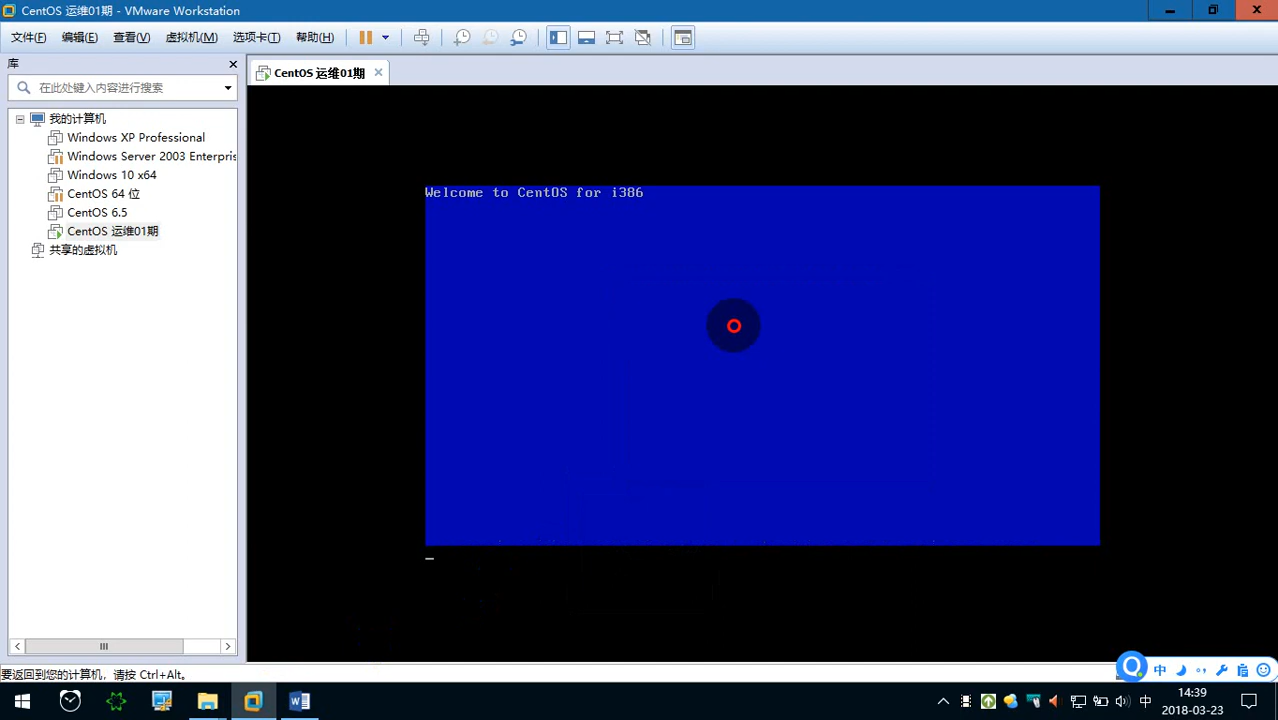 CentOS 运维01期 - VMware Workstation
文件(F) 编辑(E) 查看(V) 虚拟机(M) 选项卡(T) 帮助(H)
库
在此处键入内容进行搜索
我的计算机
Windows XP Professional
Windows Server 2003 Enterpris
Windows 10 x64
CentOS 64 位
CentOS 6.5
CentOS 运维01期
共享的虚拟机
CentOS 运维01期
Welcome to CentOS for i386
要返回到您的计算机，请按 Ctrl+Alt。
中
中
14:39
2018-03-23